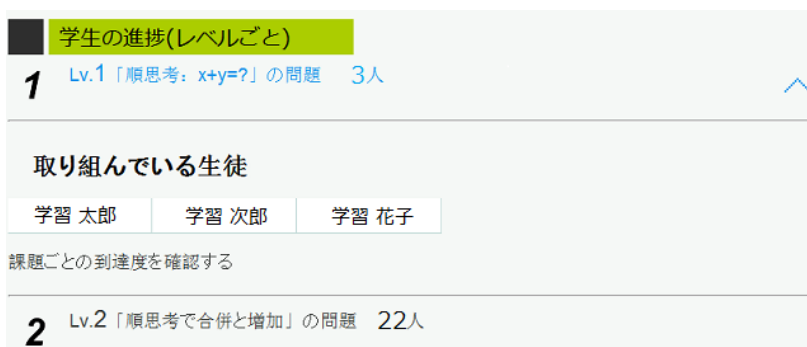 学生の進捗(レベルごと)
1 Lv.1「順思考：x+y=?」の問題 3人
取り組んでいる生徒
学習 太郎 学習 次郎 学習 花子
課題ごとの到達度を確認する
2 Lv.2「順思考で合併と増加」の問題 22人